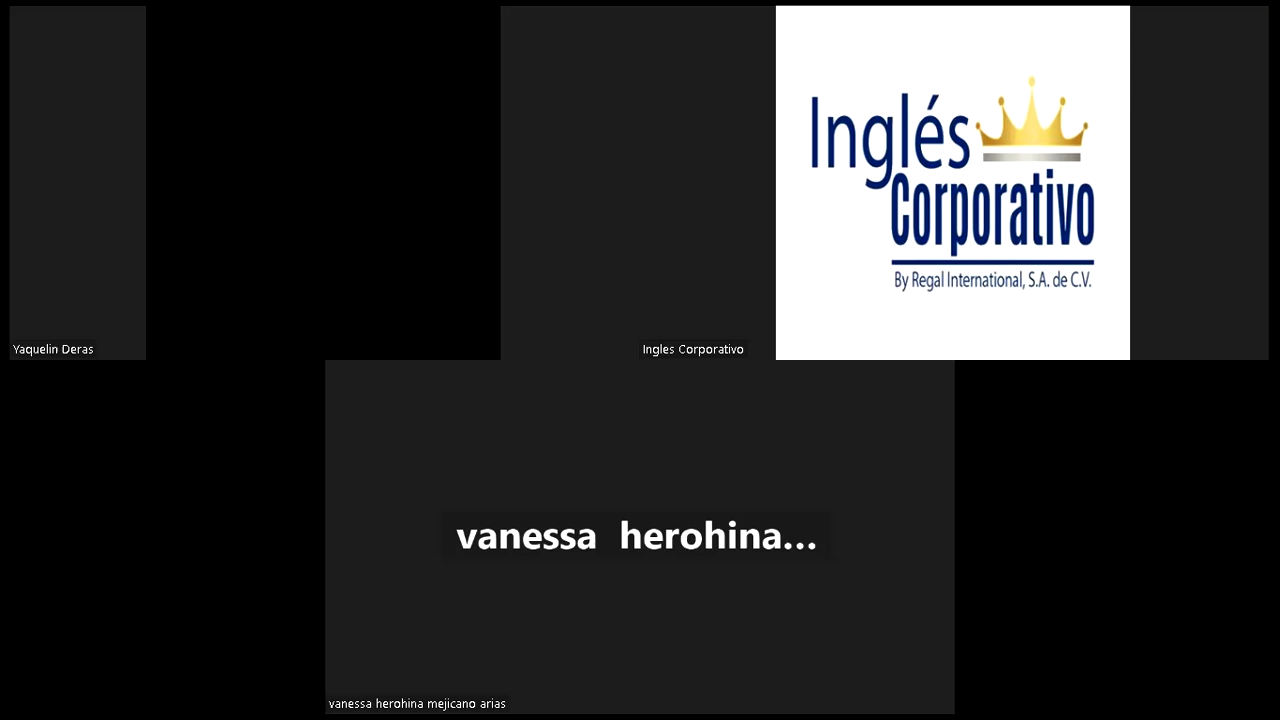 Inglés
Corporativo
By Regal International, S.A. de C.V.
Yaquelin Deras
Ingles Corporativo
vanessa herohina...
vanessa herohina mejicano arias